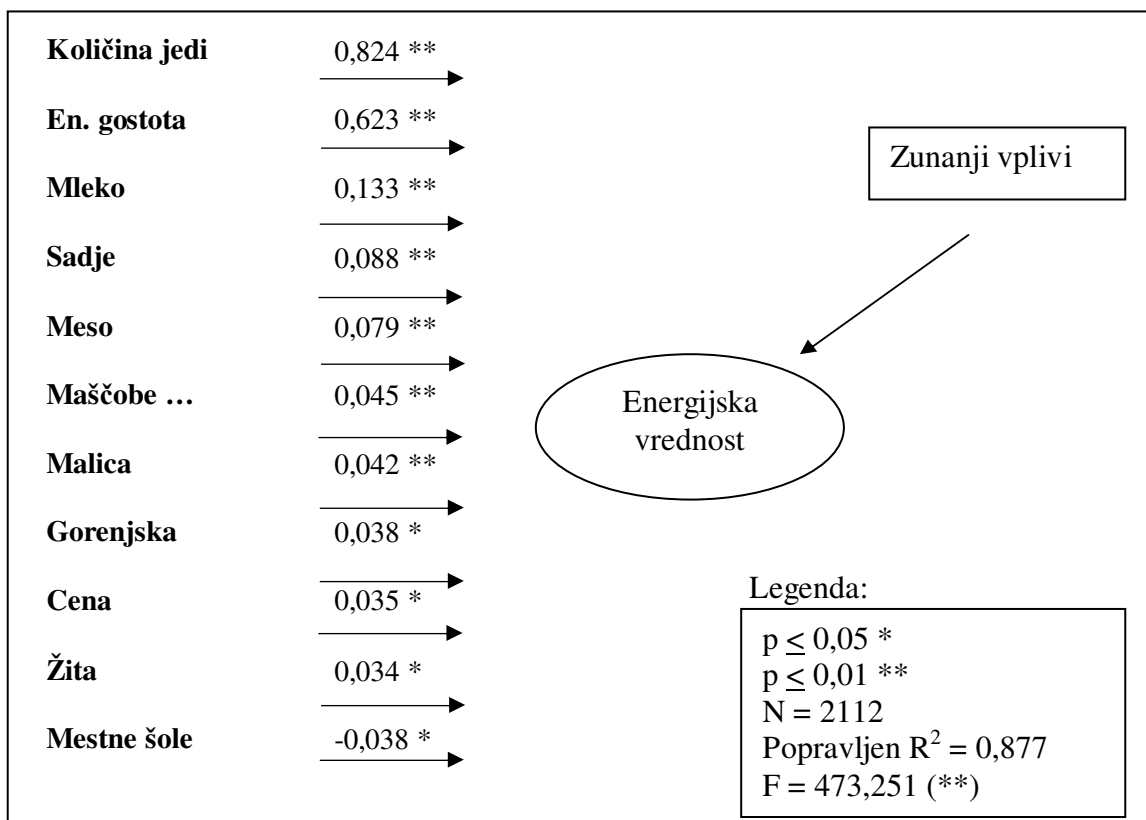 Količina jedi 0,824 **
En. gostota 0,623 **
Zunanji vplivi
Mleko 0,133 **
Sadje 0,088 **
Meso 0,079 **
Maščobe … 0,045 **
Energijska
vrednost
Malica 0,042 **
Gorenjska 0,038 *
Cena 0,035 *
Žita 0,034 *
Mestne šole -0,038 *
Legenda:
p ≤ 0,05 *
p ≤ 0,01 **
N = 2112
Popravljen R² = 0,877
F = 473,251 (**)